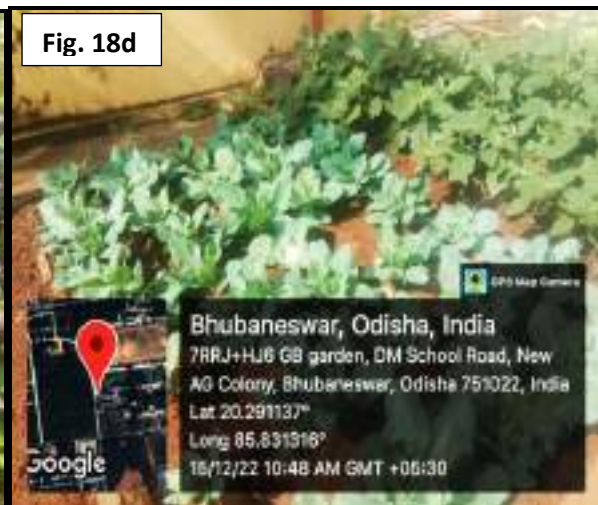 Fig. 18d
GPS Map Camera
Bhubaneswar, Odisha, India
7RRJ+HJ6 GB garden, DM School Road, New
AG Colony, Bhubaneswar, Odisha 751022, India
Lat 20.291137°
Long 85.831316°
15/12/22 10:48 AM GMT +05:30
Google